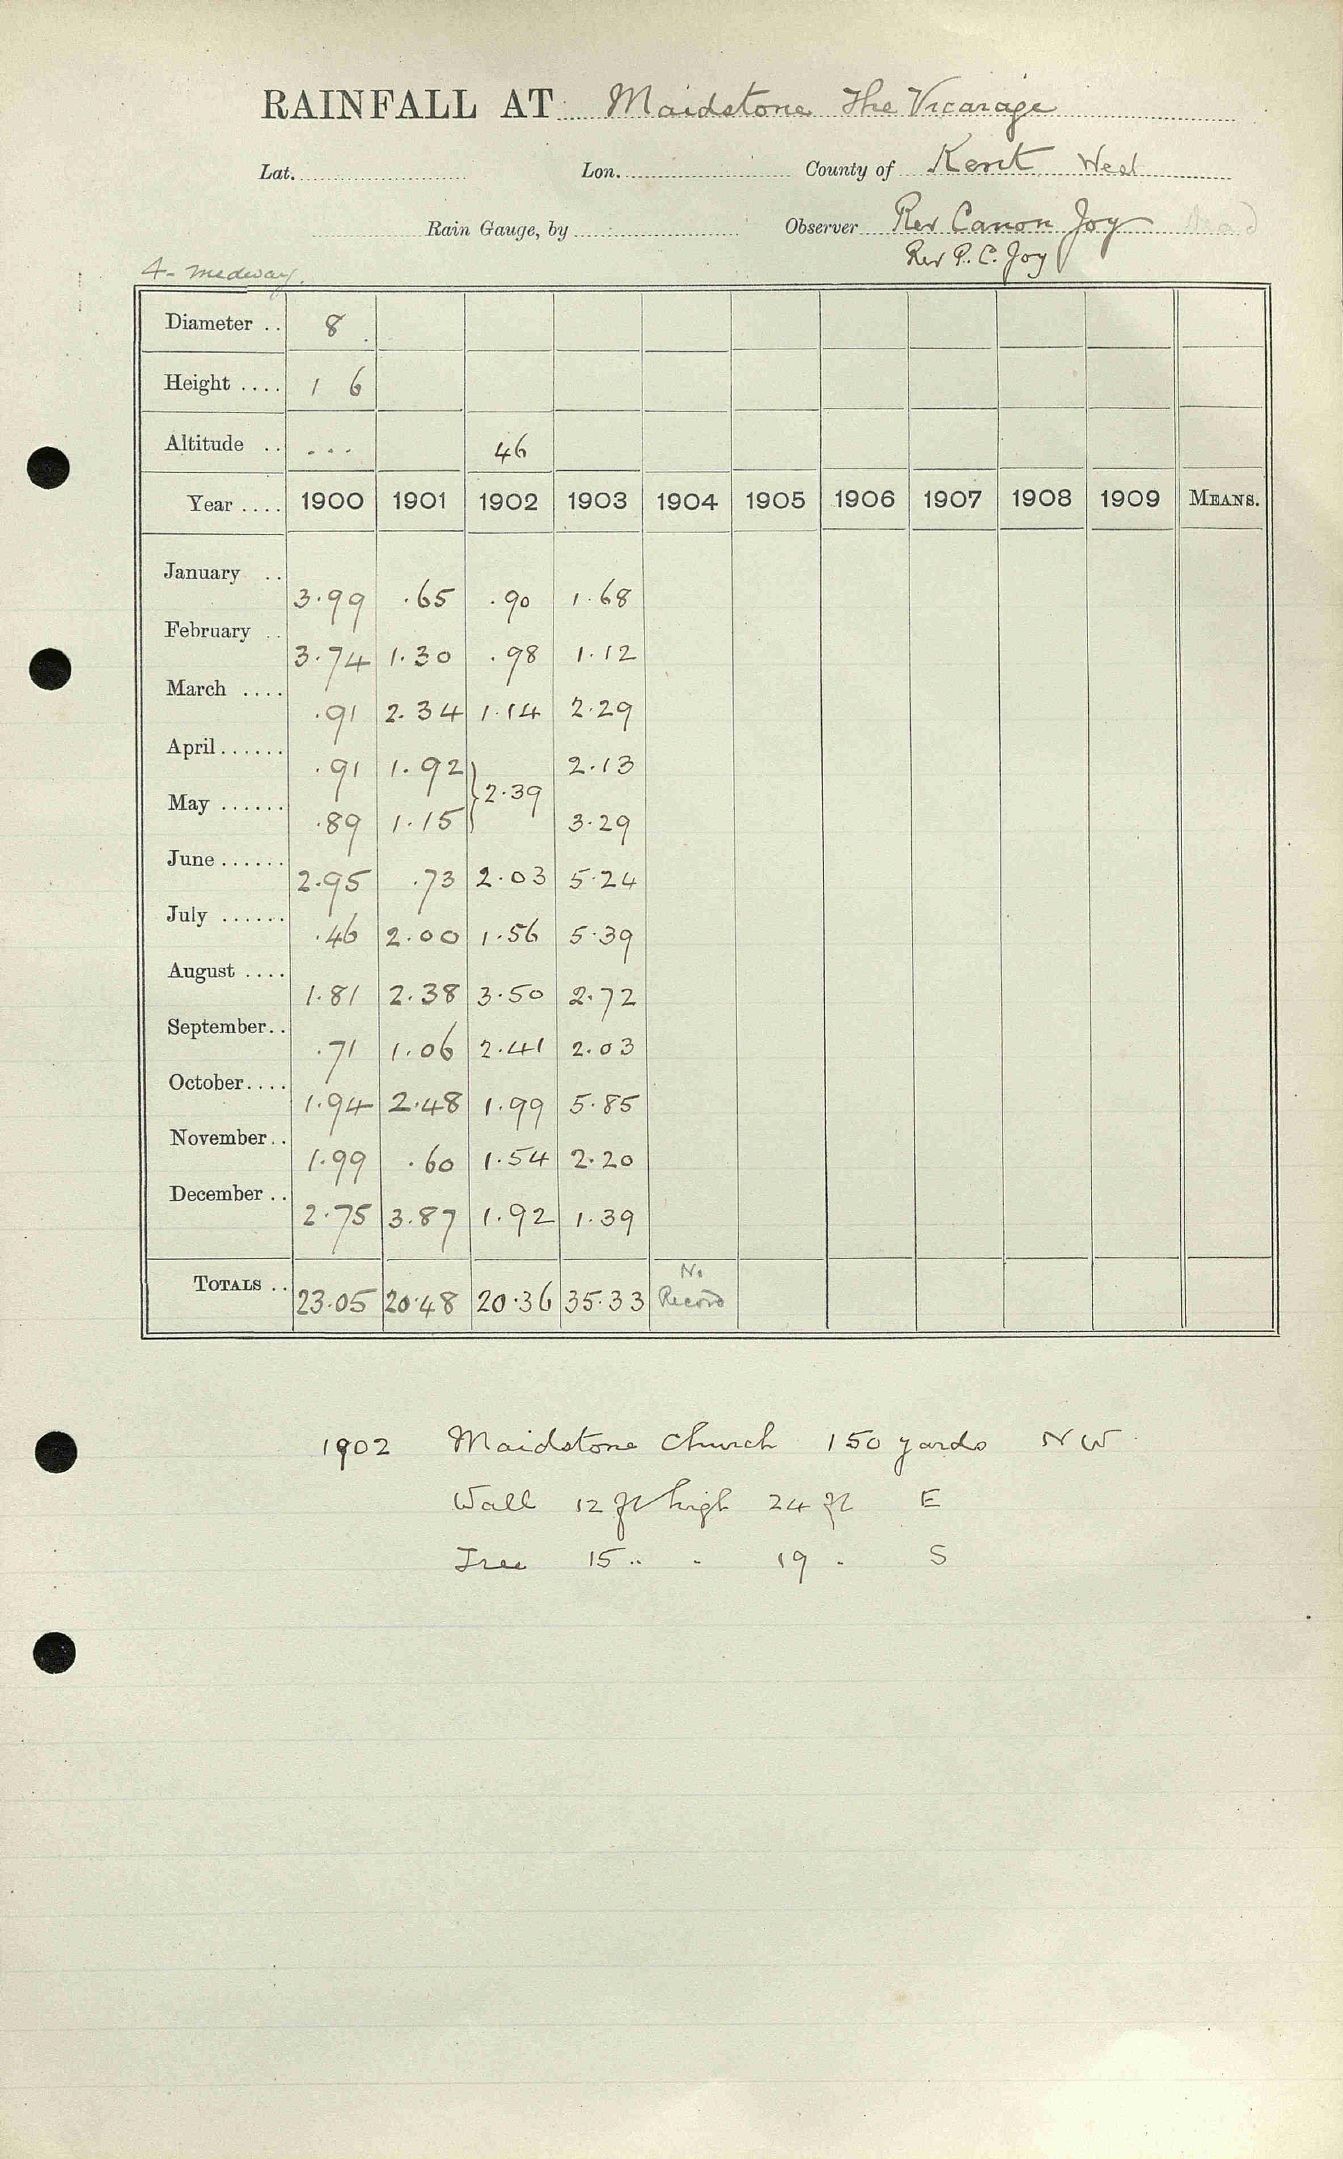 RAINFALL AT Maidstone The Vicarage
Lat. Lon. County of Kent West
Rain Gauge, by Observer Rev Canon Joy Dead
Rev P. C. Joy
4 - Medway.
Diameter .. 8
Height .... 1 6
Altitude .. ... 46
Year .... 1900 1901 1902 1903 1904 1905 1906 1907 1908 1909 MEANS.
January .. 3.99 .65 .90 1.68
February .. 3.74 1.30 .98 1.12
March .... .91 2.34 1.14 2.29
April ...... .91 1.92 2.13
} 2.39
May ...... .89 1.15 3.29
June ...... 2.95 .73 2.03 5.24
July ...... .46 2.00 1.56 5.39
August .... 1.81 2.38 3.50 2.72
September .. .71 1.06 2.41 2.03
October .... 1.94 2.48 1.99 5.85
November .. 1.99 .60 1.54 2.20
December .. 2.75 3.87 1.92 1.39
TOTALS .. 23.05 20.48 20.36 35.33 No Record
1902 Maidstone Church 150 yards NW
Wall 12 ft high 24 ft E
Tree 15 .. - 19 - S